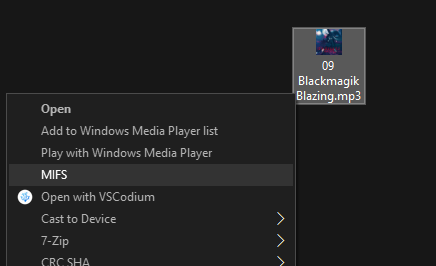 09
Blackmagik
Blazing.mp3
Open
Add to Windows Media Player list
Play with Windows Media Player
MIFS
Open with VSCodium
Cast to Device
7-Zip
CRC SHA